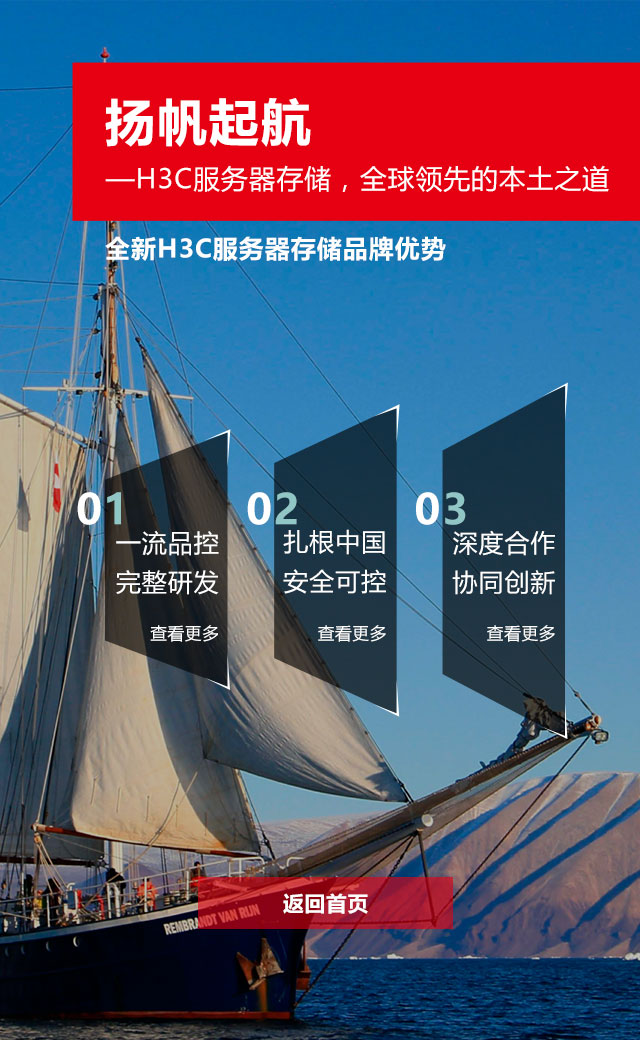 扬帆起航
—H3C服务器存储，全球领先的本土之道
全新H3C服务器存储品牌优势
01
一流品控
完整研发
查看更多
02
扎根中国
安全可控
查看更多
03
深度合作
协同创新
查看更多
返回首页
REMBRANDT VAN RIJN